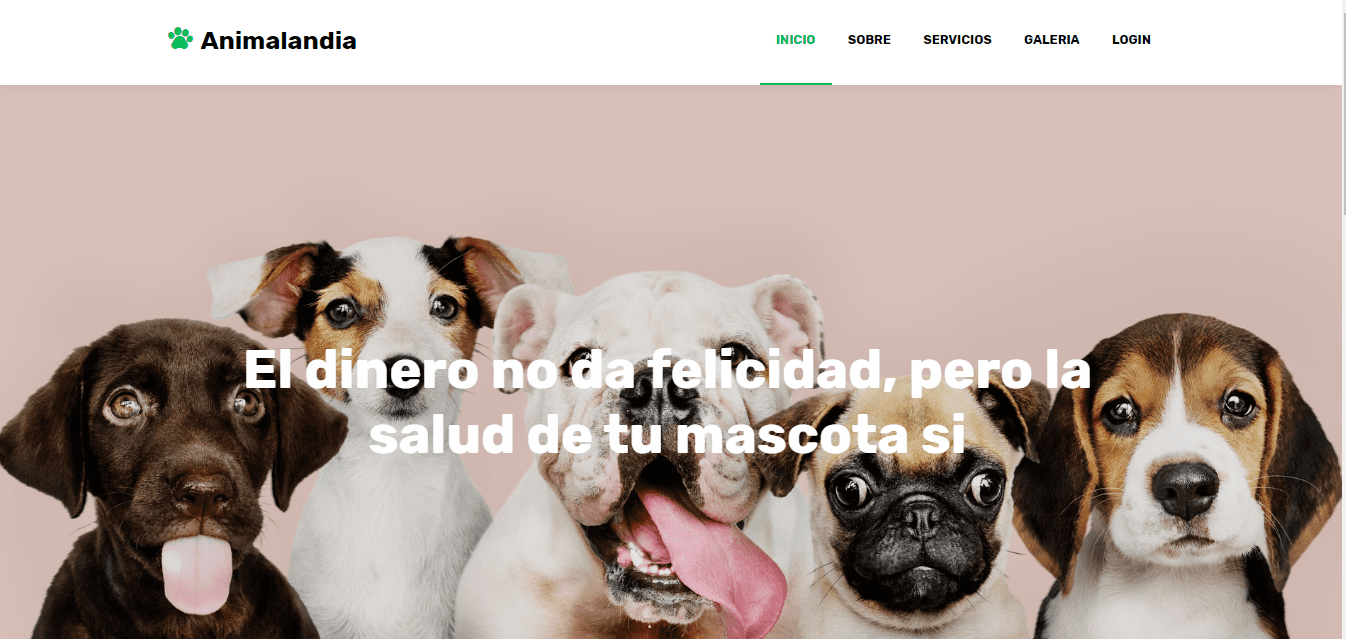 Animalandia
INICIO
SOBRE
SERVICIOS
GALERIA
LOGIN
El dinero no da felicidad, pero la
salud de tu mascota si